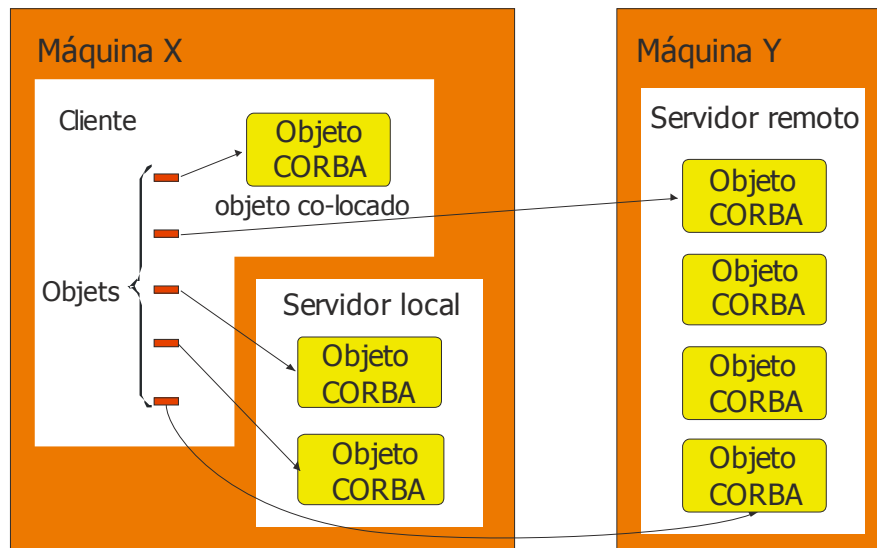 Máquina X
Cliente
Objeto
CORBA
objeto co-locado
Objets
Servidor local
Objeto
CORBA
Objeto
CORBA
Máquina Y
Servidor remoto
Objeto
CORBA
Objeto
CORBA
Objeto
CORBA
Objeto
CORBA